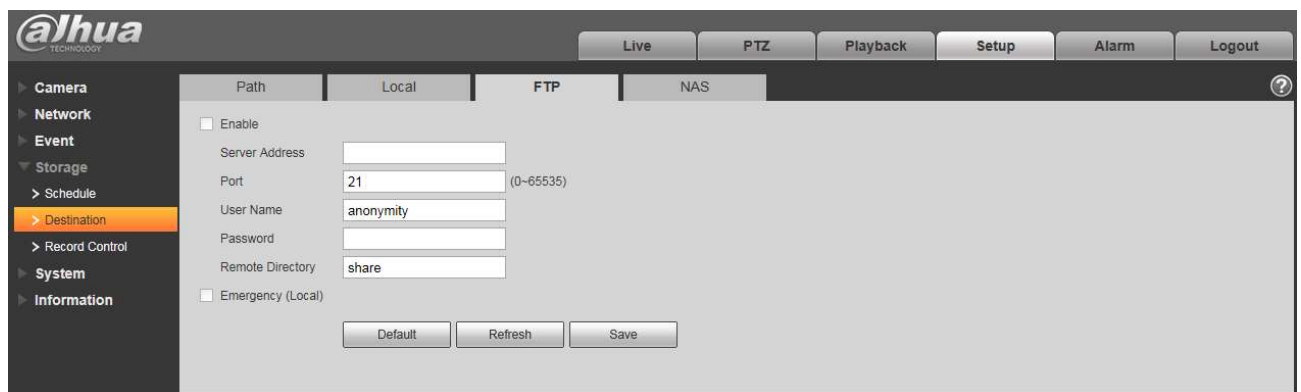 alhua
TECHNOLOGY
Live PTZ Playback Setup Alarm Logout
Camera
Network
Event
Storage
> Schedule
> Destination
> Record Control
System
Information
Path Local FTP NAS
?
Enable
Server Address
Port 21 (0~65535)
User Name anonymity
Password
Remote Directory share
Emergency (Local)
Default Refresh Save